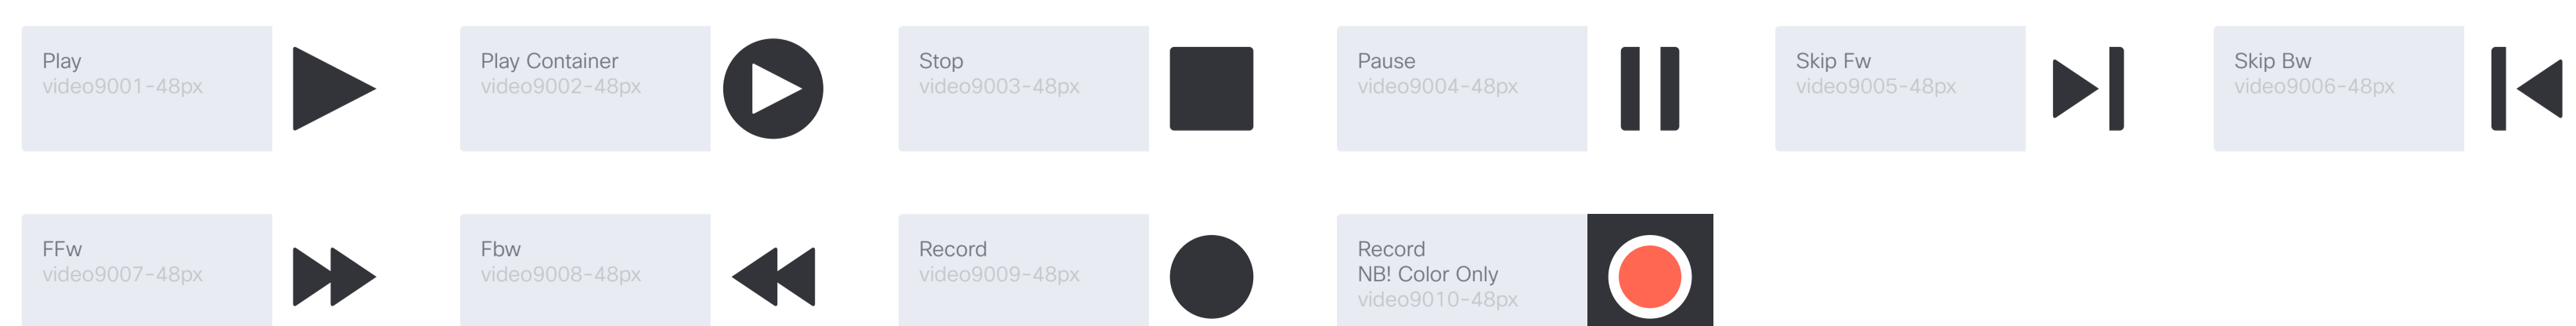 Play
video9001-48px
Play Container
video9002-48px
Stop
video9003-48px
Pause
video9004-48px
Skip Fw
video9005-48px
Skip Bw
video9006-48px
FFw
video9007-48px
Fbw
video9008-48px
Record
video9009-48px
Record
NB! Color Only
video9010-48px